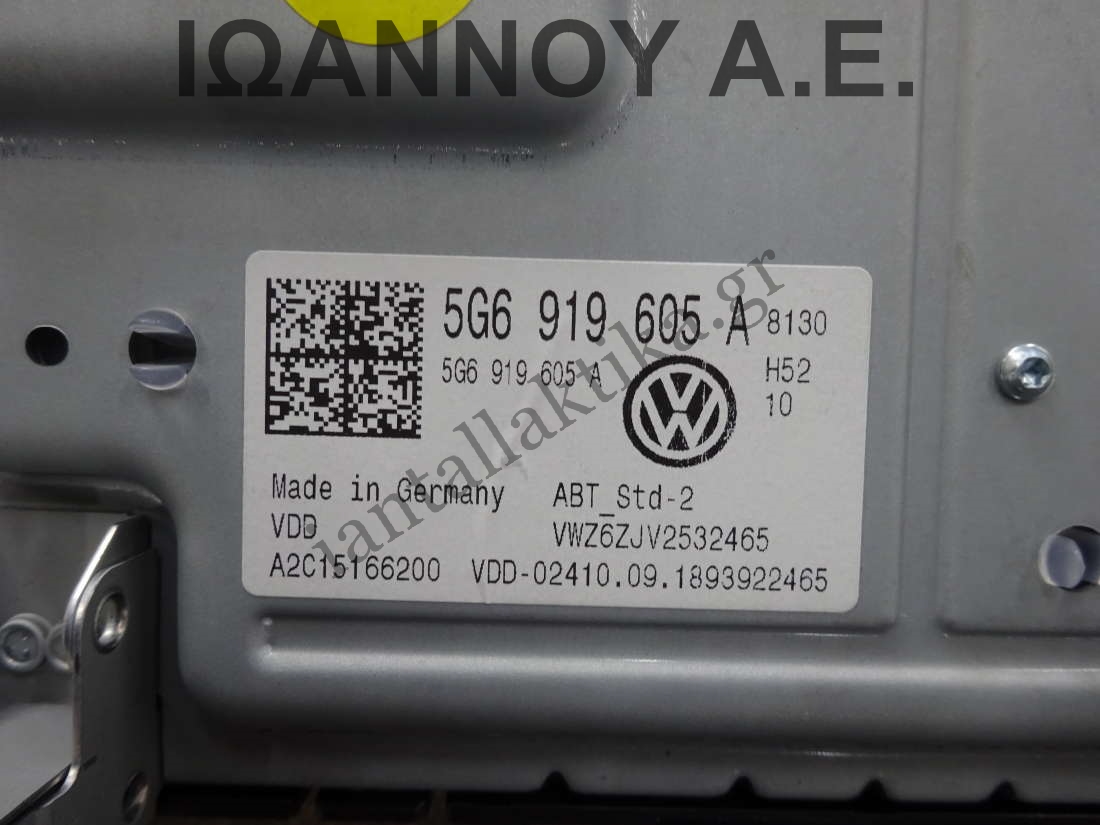 ΙΩΑΝΝΟΥ Α.Ε.
5G6 919 605 A 8130
5G6 919 605 A H52
10
VW
iantallaktika.gr
Made in Germany ABT_Std-2
VDD VWZ6ZJV2532465
A2C15166200 VDD-02410.09.1893922465